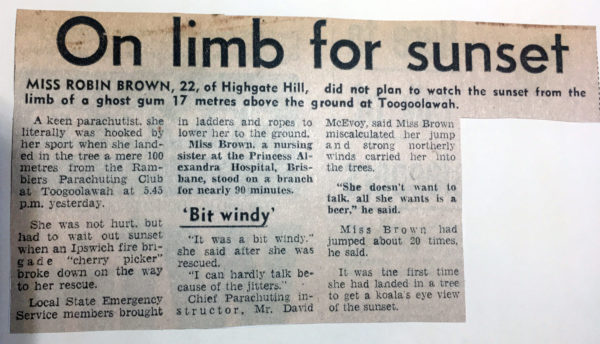 On limb for sunset
MISS ROBIN BROWN, 22, of Highgate Hill, did not plan to watch the sunset from the
limb of a ghost gum 17 metres above the ground at Toogoolawah.
A keen parachutist, she
literally was hooked by
her sport when she land-
ed in the tree a mere 100
metres from the Ram-
blers Parachuting Club
at Toogoolawah at 5.45
p.m. yesterday.
She was not hurt, but
had to wait out sunset
when an Ipswich fire bri-
gade "cherry picker"
broke down on the way
to her rescue.
Local State Emergency
Service members brought
in ladders and ropes to
lower her to the ground.
Miss Brown, a nursing
sister at the Princess Al-
exandra Hospital, Bris-
bane, stood on a branch
for nearly 90 minutes.
'Bit windy'
"It was a bit windy,"
she said after she was
rescued.
"I can hardly talk be-
cause of the jitters."
Chief Parachuting in-
structor, Mr. David
McEvoy, said Miss Brown
miscalculated her jump
and strong northerly
winds carried her into
the trees.
"She doesn't want to
talk, all she wants is a
beer," he said.
Miss Brown had
jumped about 20 times,
he said.
It was the first time
she had landed in a tree
to get a koala's eye view
of the sunset.